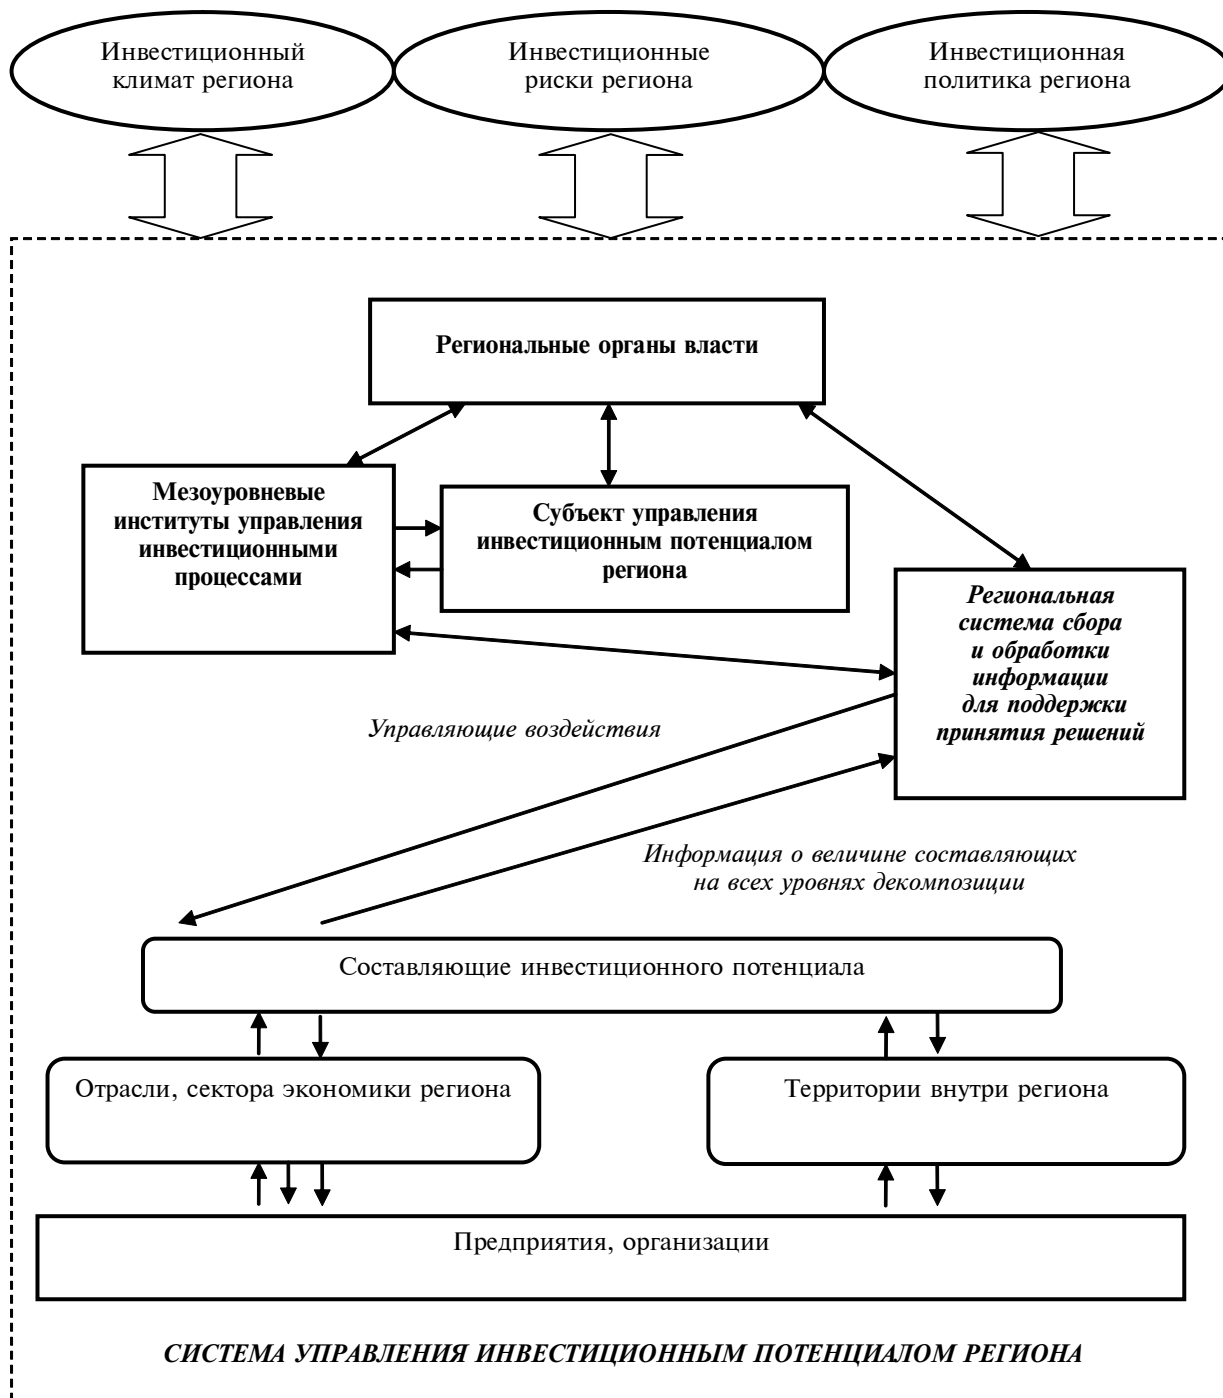 Инвестиционный
климат региона
Инвестиционные
риски региона
Инвестиционная
политика региона
Региональные органы власти
Мезоуровневые
институты управления
инвестиционными
процессами
Субъект управления
инвестиционным потенциалом
региона
Региональная
система сбора
и обработки
информации
для поддержки
принятия решений
Управляющие воздействия
Информация о величине составляющих
на всех уровнях декомпозиции
Составляющие инвестиционного потенциала
Отрасли, сектора экономики региона
Территории внутри региона
Предприятия, организации
СИСТЕМА УПРАВЛЕНИЯ ИНВЕСТИЦИОННЫМ ПОТЕНЦИАЛОМ РЕГИОНА